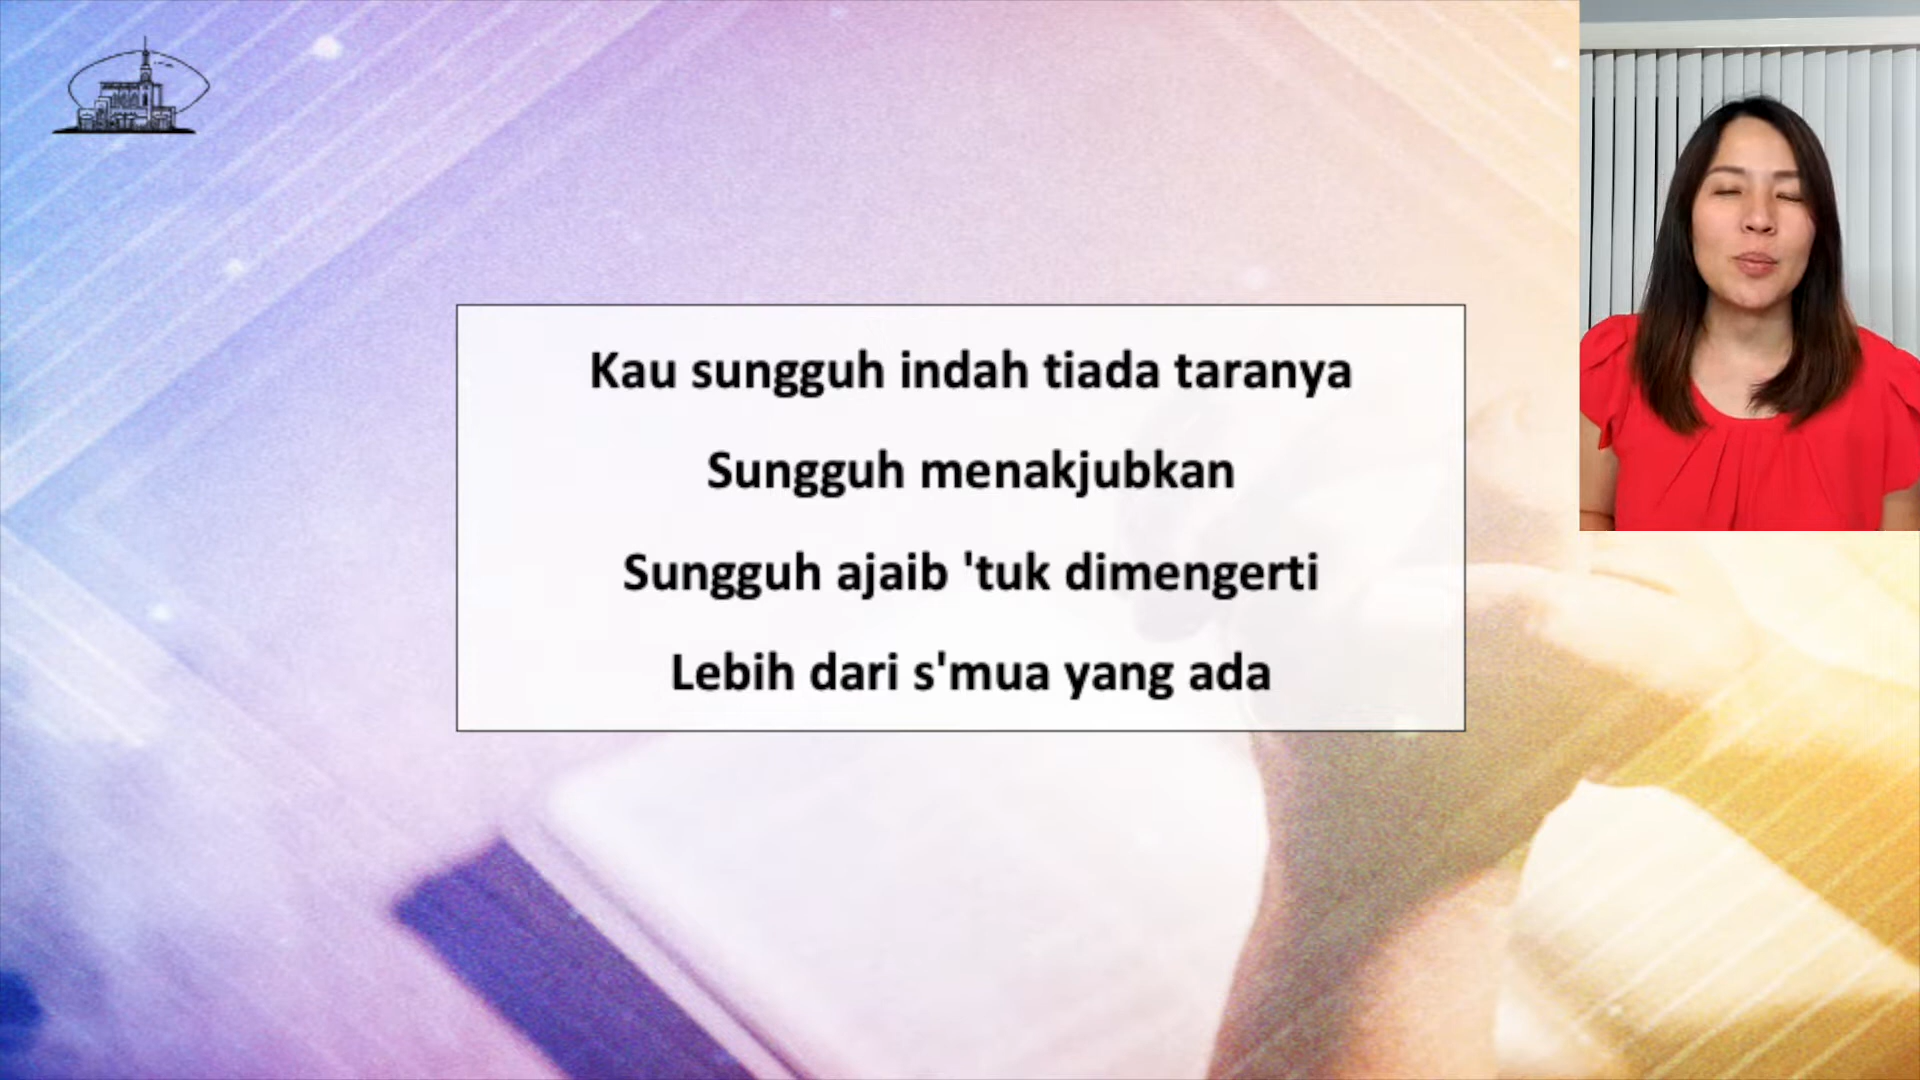 Kau sungguh indah tiada taranya
Sungguh menakjubkan
Sungguh ajaib 'tuk dimengerti
Lebih dari s'mua yang ada